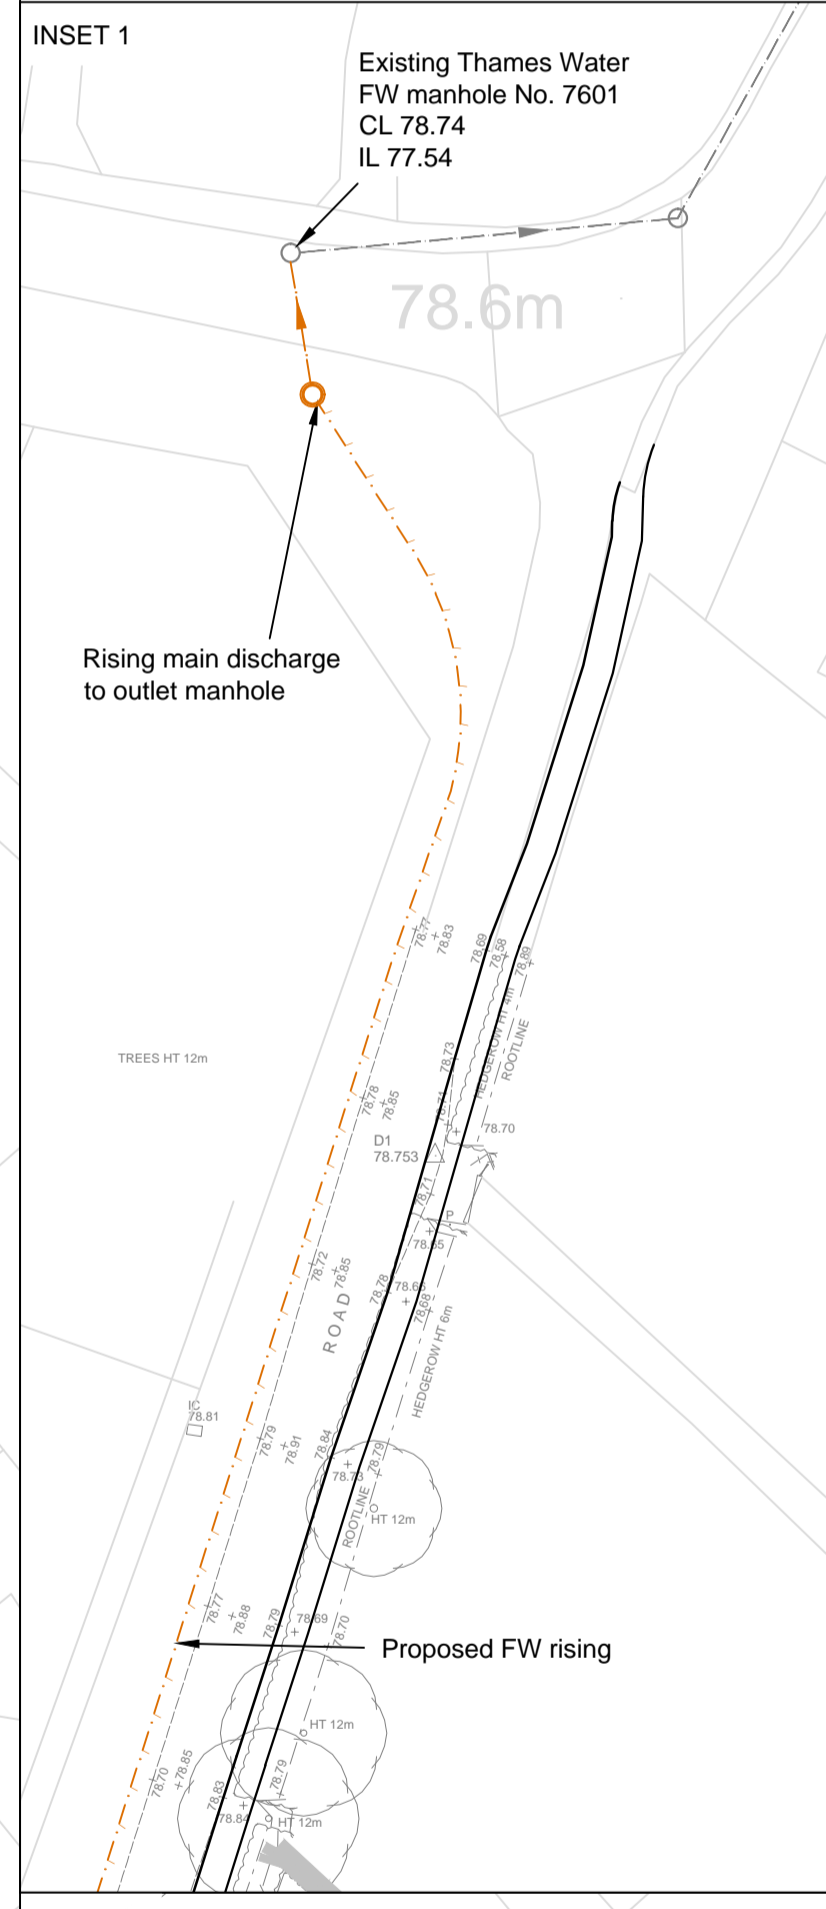 INSET 1
Existing Thames Water
FW manhole No. 7601
CL 78.74
IL 77.54
78.6m
Rising main discharge
to outlet manhole
78.77
78.83
78.69
78.58
78.89
HEDGEROW HT 4m
ROOTLINE
TREES HT 12m
78.73
78.78
78.85
78.71
78.70
D1
78.753
78.71
P
78.65
78.72
78.85
78.78
78.66
78.68
ROAD
HEDGEROW HT 6m
IC
78.81
78.79
78.91
78.84
78.73
78.79
ROOTLINE
HT 12m
78.77
78.88
78.79
78.69
78.70
Proposed FW rising
HT 12m
78.70
78.85
78.83
78.79
78.84
HT 12m